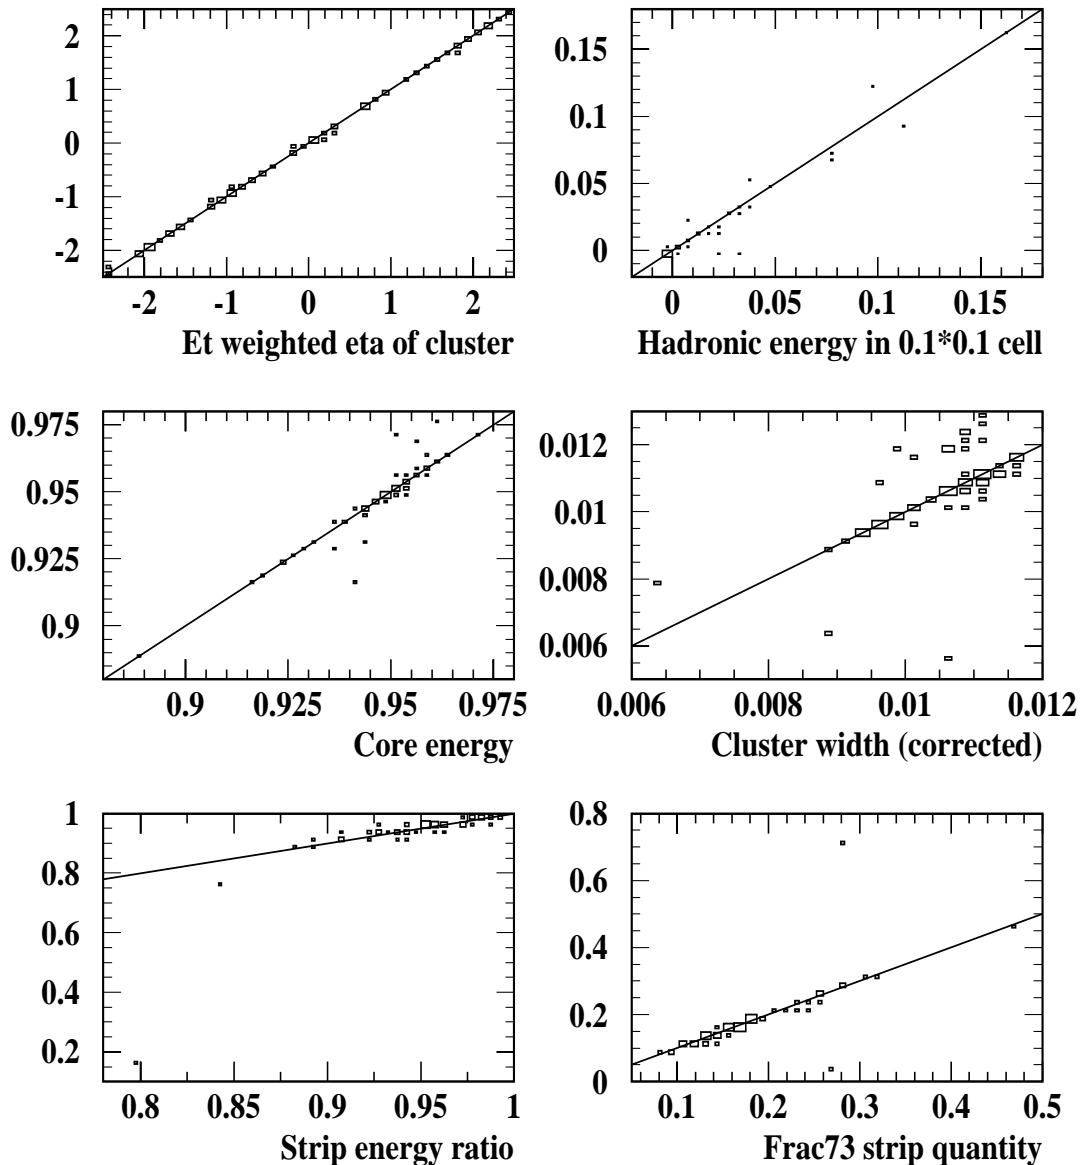 2
1
0
-1
-2
-2 -1 0 1 2
Et weighted eta of cluster
0.15
0.1
0.05
0
0 0.05 0.1 0.15
Hadronic energy in 0.1*0.1 cell
0.975
0.95
0.925
0.9
0.9 0.925 0.95 0.975
Core energy
0.012
0.01
0.008
0.006
0.006 0.008 0.01 0.012
Cluster width (corrected)
1
0.8
0.6
0.4
0.2
0.8 0.85 0.9 0.95 1
Strip energy ratio
0.8
0.6
0.4
0.2
0
0.1 0.2 0.3 0.4 0.5
Frac73 strip quantity